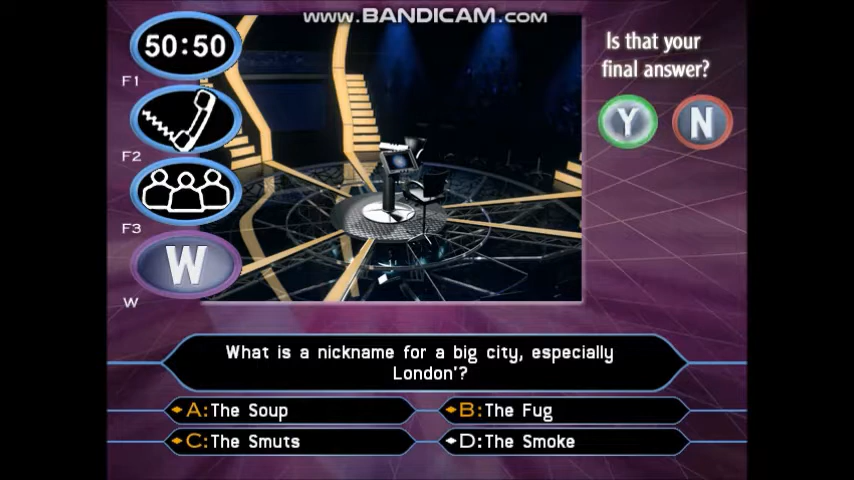 www.BANDICAM.com
50:50
Is that your
final answer?
F1
Y N
F2
F3
W
W
What is a nickname for a big city, especially
London'?
A:The Soup
B:The Fug
C:The Smuts
D:The Smoke